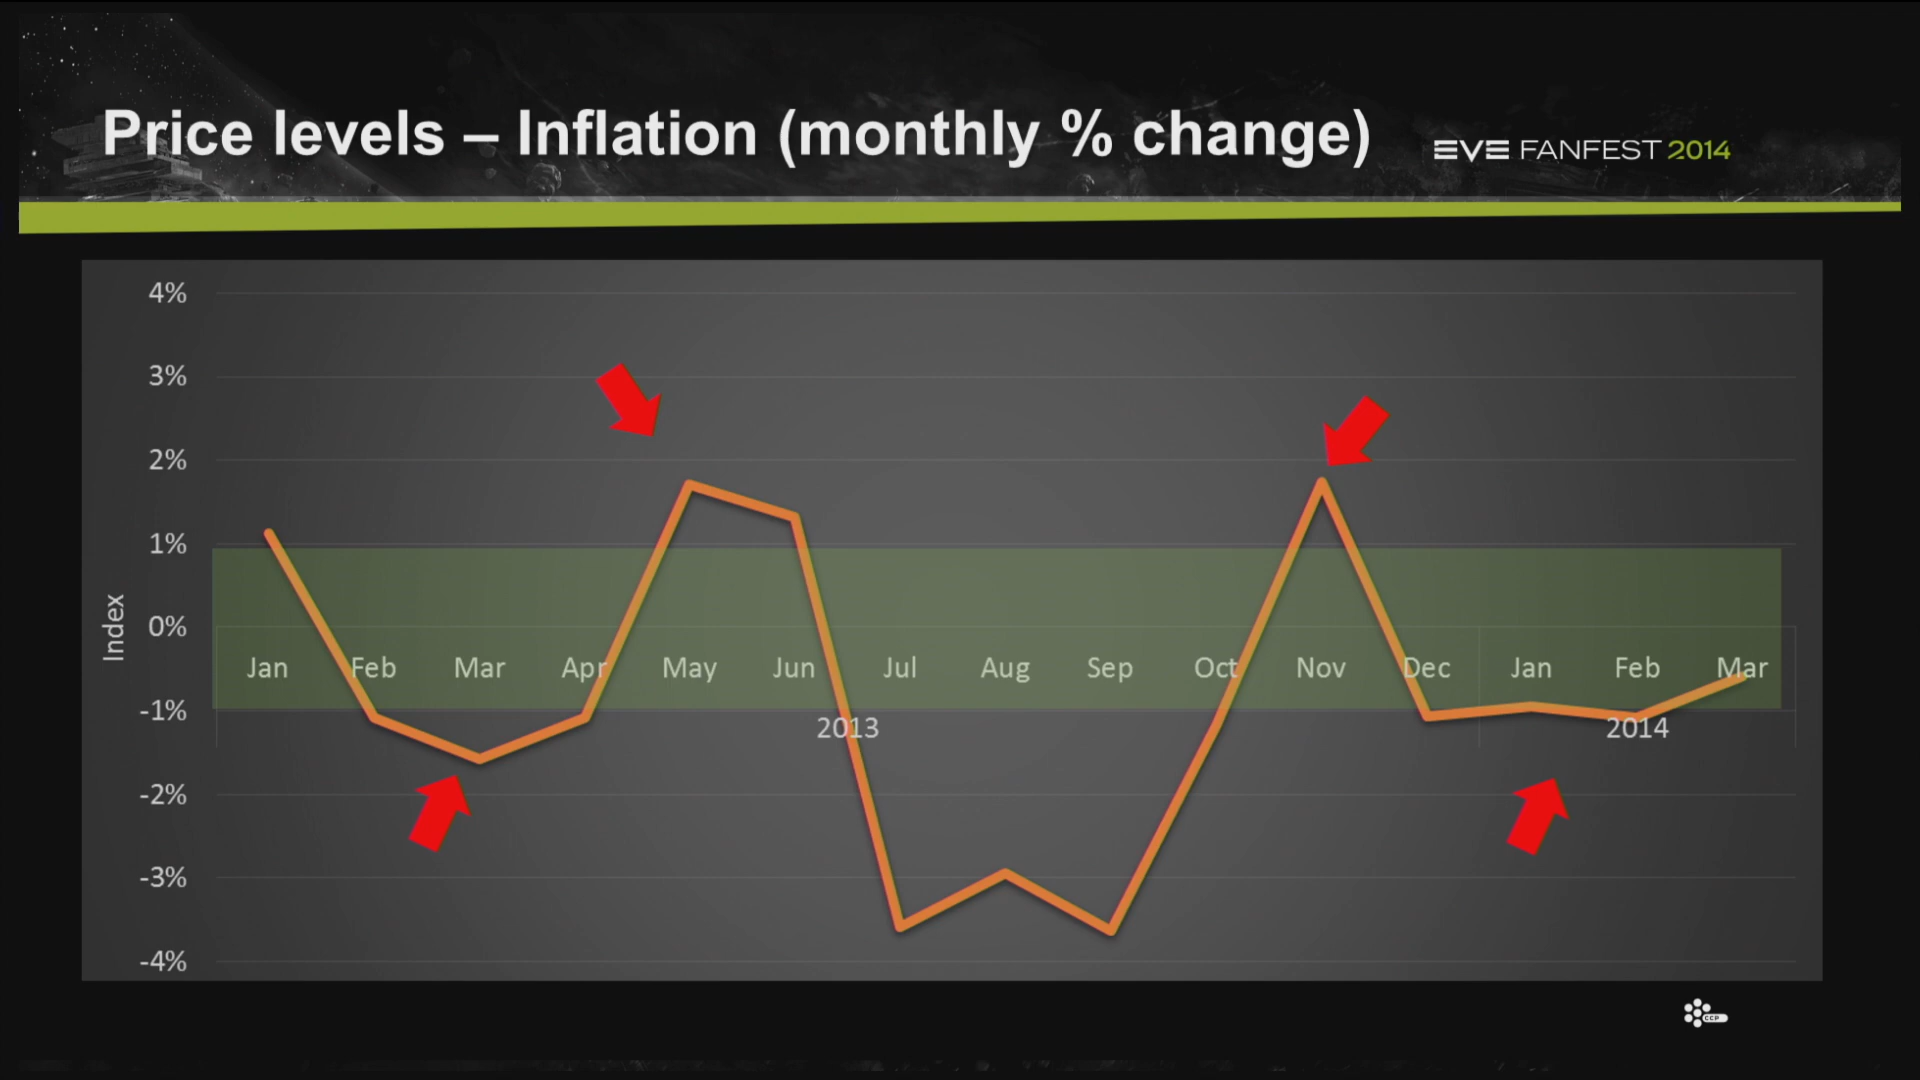 Price levels – Inflation (monthly % change)
EVE FANFEST 2014
4%
3%
2%
1%
0%
-1%
-2%
-3%
-4%
Index
Jan Feb Mar Apr May Jun Jul Aug Sep Oct Nov Dec Jan Feb Mar
2013 2014
CCP